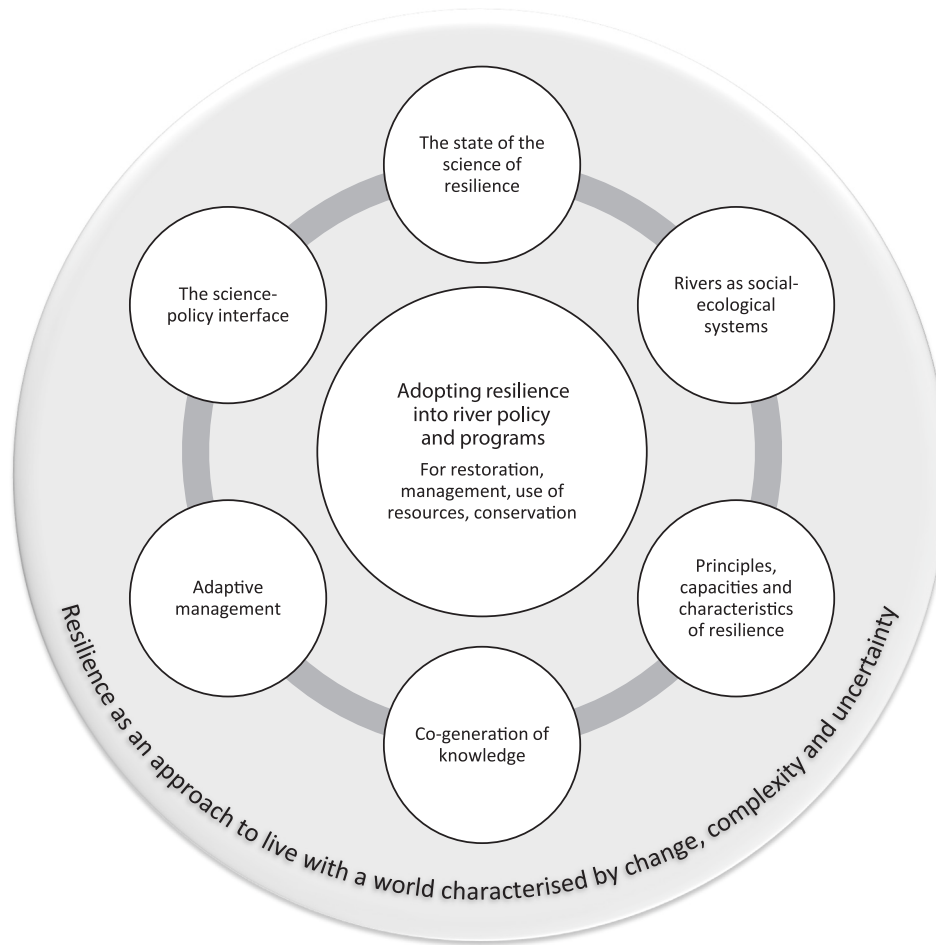 The state of the
science of
resilience
Rivers as social-
ecological
systems
Principles,
capacities and
characteristics
of resilience
Co-generation of
knowledge
Adaptive
management
The science-
policy interface
Adopting resilience
into river policy
and programs
For restoration,
management, use of
resources, conservation
Resilience as an approach to live with a world characterised by change, complexity and uncertainty